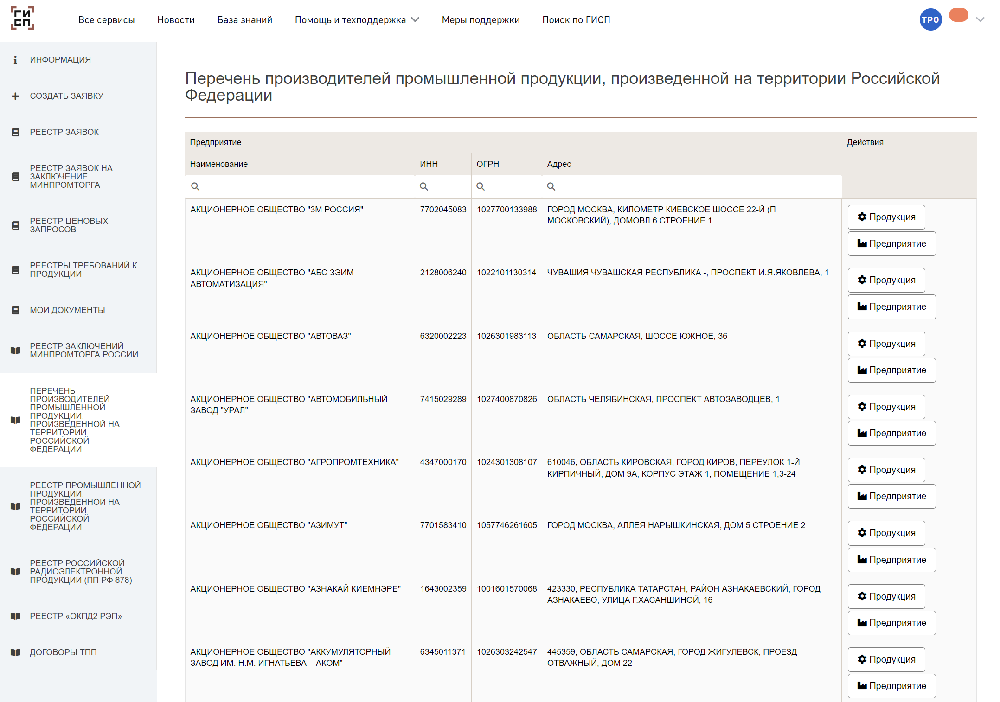 ГИ
СП
Все сервисы
Новости
База знаний
Помощь и техподдержка
Меры поддержки
Поиск по ГИСП
ТРО
ИНФОРМАЦИЯ
СОЗДАТЬ ЗАЯВКУ
РЕЕСТР ЗАЯВОК
РЕЕСТР ЗАЯВОК НА
ЗАКЛЮЧЕНИЕ
МИНПРОМТОРГА
РЕЕСТР ЦЕНОВЫХ
ЗАПРОСОВ
РЕЕСТРЫ ТРЕБОВАНИЙ К
ПРОДУКЦИИ
МОИ ДОКУМЕНТЫ
РЕЕСТР ЗАКЛЮЧЕНИЙ
МИНПРОМТОРГА РОССИИ
ПЕРЕЧЕНЬ
ПРОИЗВОДИТЕЛЕЙ
ПРОМЫШЛЕННОЙ
ПРОДУКЦИИ,
ПРОИЗВЕДЕННОЙ НА
ТЕРРИТОРИИ
РОССИЙСКОЙ
ФЕДЕРАЦИИ
РЕЕСТР ПРОМЫШЛЕННОЙ
ПРОДУКЦИИ,
ПРОИЗВЕДЕННОЙ НА
ТЕРРИТОРИИ
РОССИЙСКОЙ
ФЕДЕРАЦИИ
РЕЕСТР РОССИЙСКОЙ
РАДИОЭЛЕКТРОННОЙ
ПРОДУКЦИИ (ПП РФ 878)
РЕЕСТР «ОКПД2 РЭП»
ДОГОВОРЫ ТПП
Перечень производителей промышленной продукции, произведенной на территории Российской
Федерации
Предприятие
Действия
Наименование
ИНН
ОГРН
Адрес
АКЦИОНЕРНОЕ ОБЩЕСТВО "3М РОССИЯ"
7702045083
1027700133988
ГОРОД МОСКВА, КИЛОМЕТР КИЕВСКОЕ ШОССЕ 22-Й (П
МОСКОВСКИЙ), ДОМОВЛ 6 СТРОЕНИЕ 1
Продукция
Предприятие
АКЦИОНЕРНОЕ ОБЩЕСТВО "АБС ЗЭИМ
АВТОМАТИЗАЦИЯ"
2128006240
1022101130314
ЧУВАШИЯ ЧУВАШСКАЯ РЕСПУБЛИКА -, ПРОСПЕКТ И.Я.ЯКОВЛЕВА, 1
Продукция
Предприятие
АКЦИОНЕРНОЕ ОБЩЕСТВО "АВТОВАЗ"
6320002223
1026301983113
ОБЛАСТЬ САМАРСКАЯ, ШОССЕ ЮЖНОЕ, 36
Продукция
Предприятие
АКЦИОНЕРНОЕ ОБЩЕСТВО "АВТОМОБИЛЬНЫЙ
ЗАВОД "УРАЛ"
7415029289
1027400870826
ОБЛАСТЬ ЧЕЛЯБИНСКАЯ, ПРОСПЕКТ АВТОЗАВОДЦЕВ, 1
Продукция
Предприятие
АКЦИОНЕРНОЕ ОБЩЕСТВО "АГРОПРОМТЕХНИКА"
4347000170
1024301308107
610046, ОБЛАСТЬ КИРОВСКАЯ, ГОРОД КИРОВ, ПЕРЕУЛОК 1-Й
КИРПИЧНЫЙ, ДОМ 9А, КОРПУС ЭТАЖ 1, ПОМЕЩЕНИЕ 1,3-24
Продукция
Предприятие
АКЦИОНЕРНОЕ ОБЩЕСТВО "АЗИМУТ"
7701583410
1057746261605
ГОРОД МОСКВА, АЛЛЕЯ НАРЫШКИНСКАЯ, ДОМ 5 СТРОЕНИЕ 2
Продукция
Предприятие
АКЦИОНЕРНОЕ ОБЩЕСТВО "АЗНАКАЙ КИЕМНЭРЕ"
1643002359
1001601570068
423330, РЕСПУБЛИКА ТАТАРСТАН, РАЙОН АЗНАКАЕВСКИЙ, ГОРОД
АЗНАКАЕВО, УЛИЦА Г.ХАСАНШИНОЙ, 16
Продукция
Предприятие
АКЦИОНЕРНОЕ ОБЩЕСТВО "АККУМУЛЯТОРНЫЙ
ЗАВОД ИМ. Н.М. ИГНАТЬЕВА – АКОМ"
6345011371
1026303242547
445359, ОБЛАСТЬ САМАРСКАЯ, ГОРОД ЖИГУЛЕВСК, ПРОЕЗД
ОТВАЖНЫЙ, ДОМ 22
Продукция
Предприятие